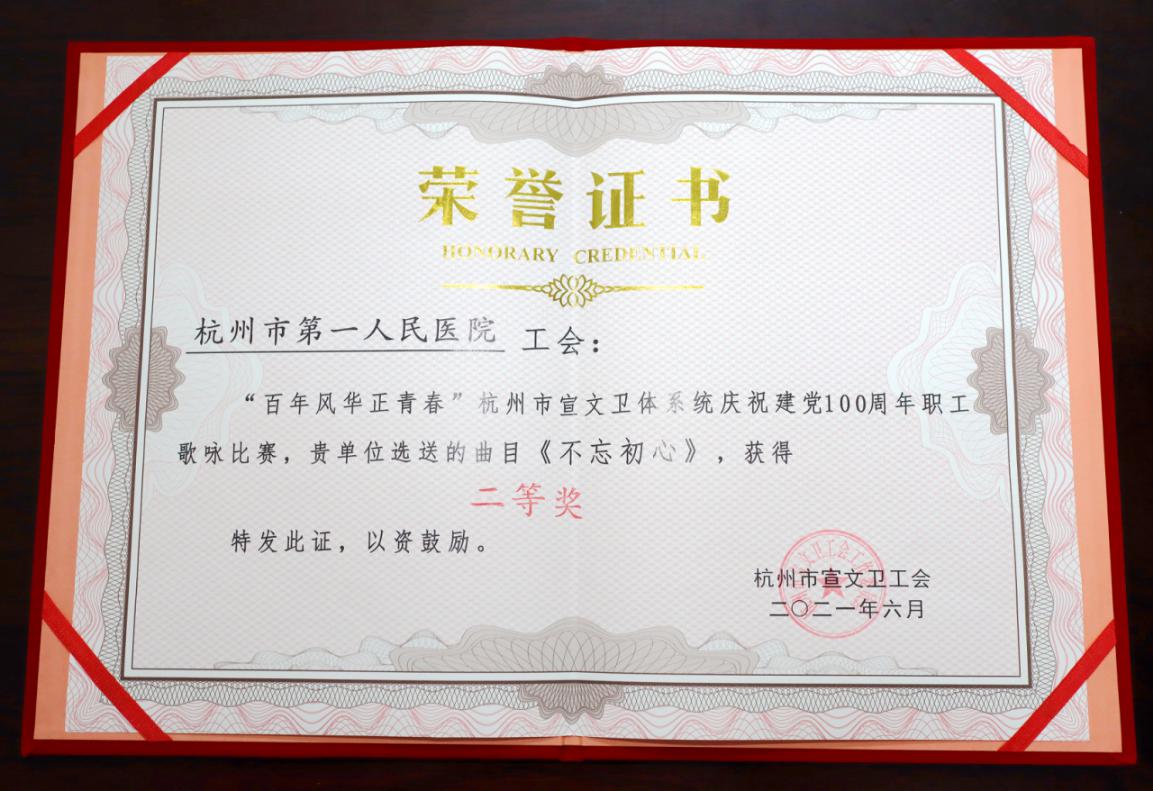 荣誉证书
HONORARY CREDENTIAL
杭州市第一人民医院 工会：
“百年风华正青春”杭州市宣文卫体系统庆祝建党100周年职工
歌咏比赛，贵单位选送的曲目《不忘初心》，获得
二等奖
特发此证，以资鼓励。
杭州市宣文卫工会
二〇二一年六月